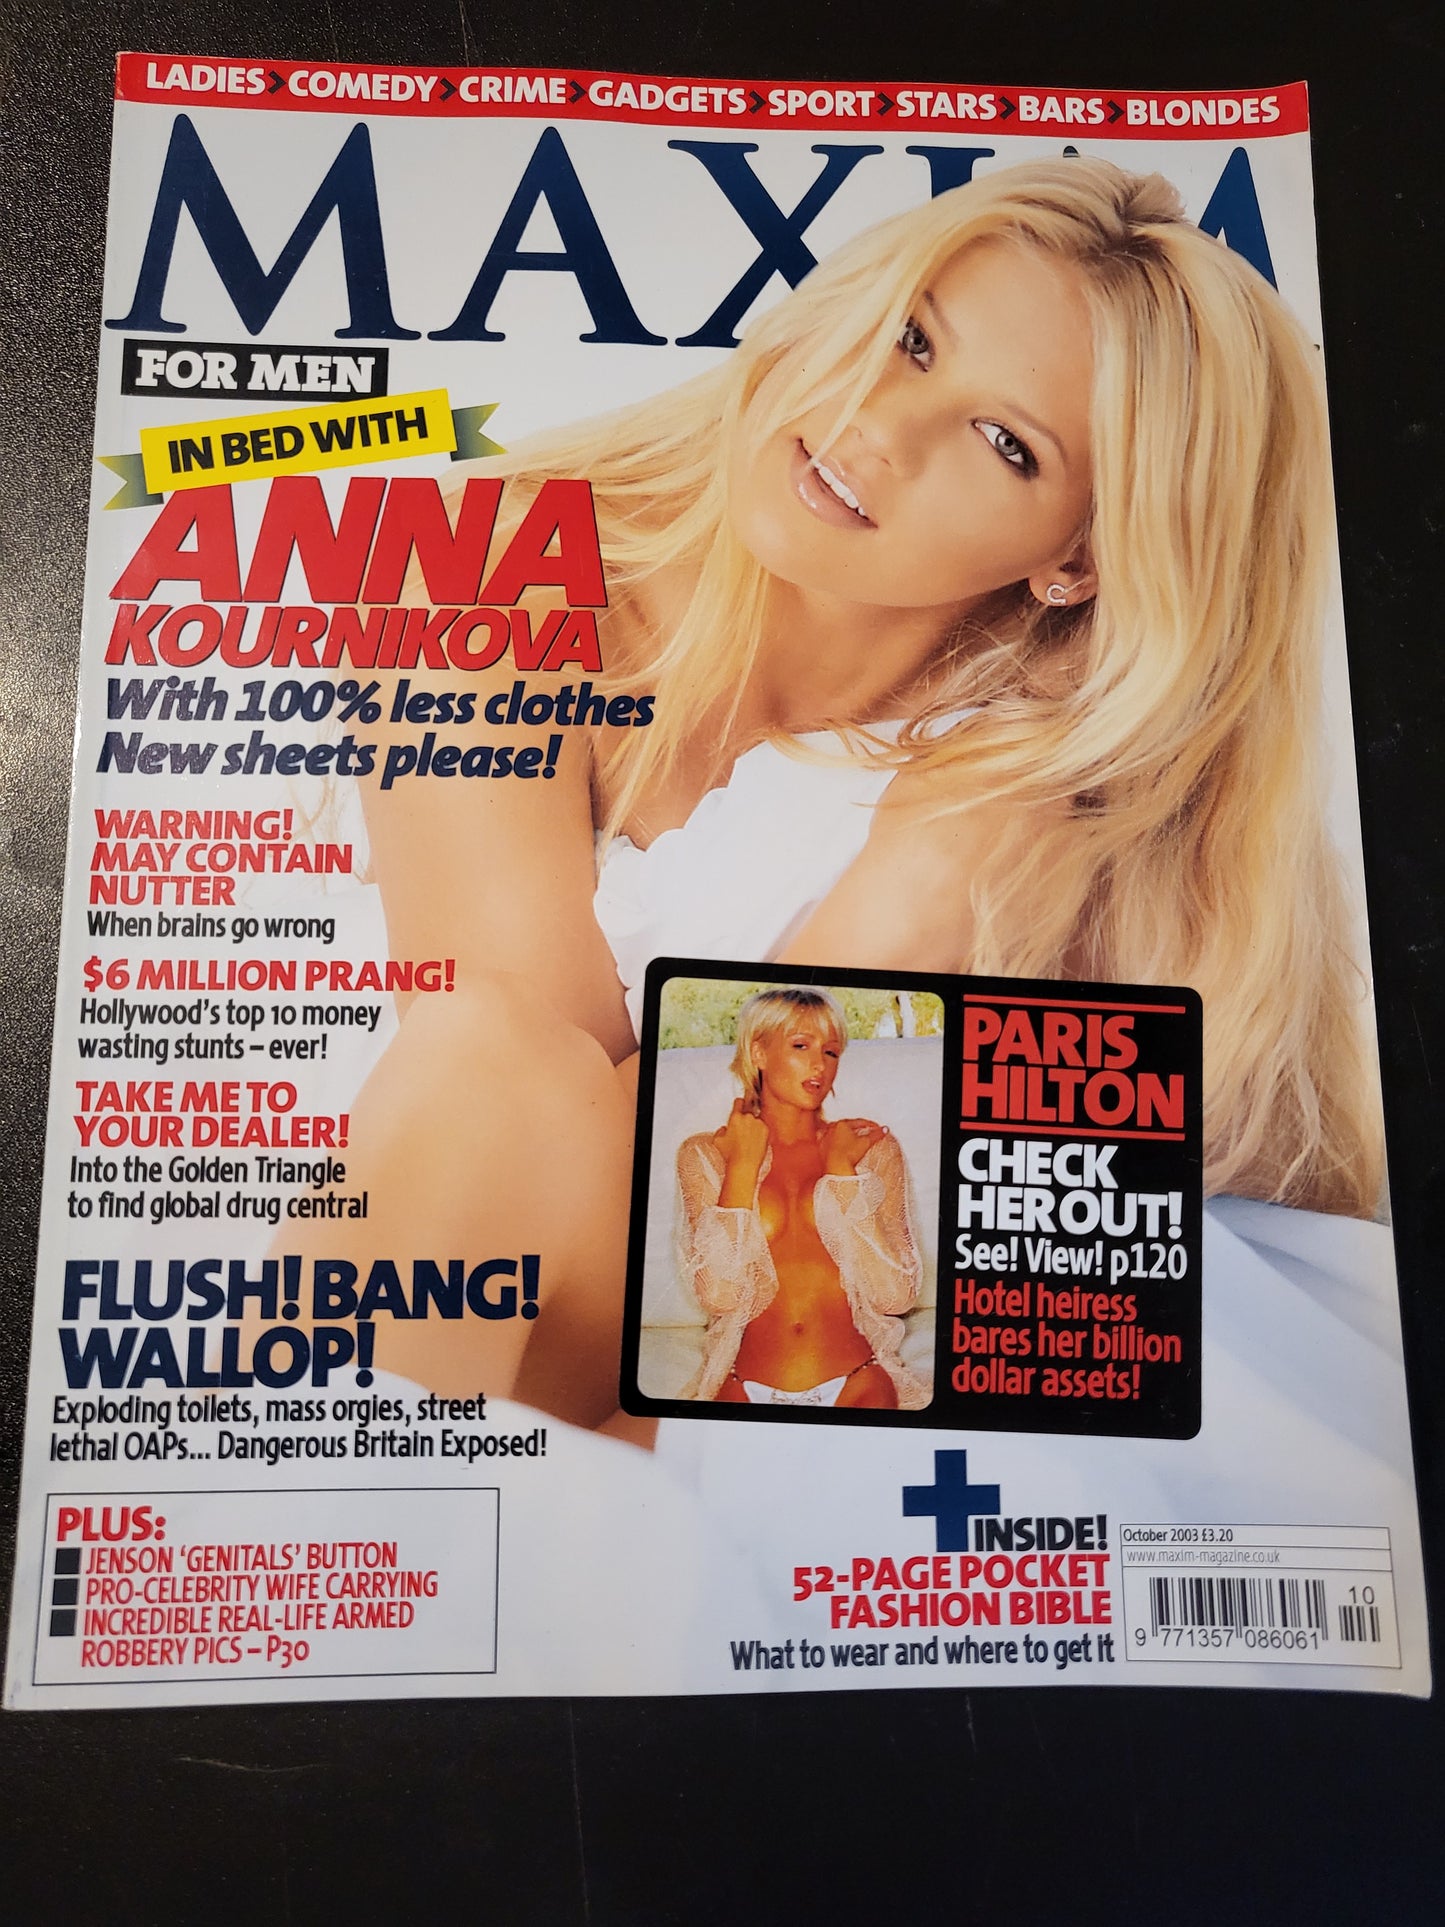 LADIES>COMEDY>CRIME>GADGETS>SPORT>STARS>BARS>BLONDES
MAXIM
FOR MEN
IN BED WITH
ANNA
KOURNIKOVA
With 100% less clothes
New sheets please!
WARNING!
MAY CONTAIN
NUTTER
When brains go wrong
$6 MILLION PRANG!
Hollywood's top 10 money
wasting stunts – ever!
TAKE ME TO
YOUR DEALER!
Into the Golden Triangle
to find global drug central
FLUSH! BANG!
WALLOP!
Exploding toilets, mass orgies, street
lethal OAPs... Dangerous Britain Exposed!
PLUS:
JENSON 'GENITALS' BUTTON
PRO-CELEBRITY WIFE CARRYING
INCREDIBLE REAL-LIFE ARMED
ROBBERY PICS – P30
PARIS
HILTON
CHECK
HER OUT!
See! View! p120
Hotel heiress
bares her billion
dollar assets!
+INSIDE!
52-PAGE POCKET
FASHION BIBLE
What to wear and where to get it
October 2003 £3.20
www.maxim-magazine.co.uk
10
9 771357 086061